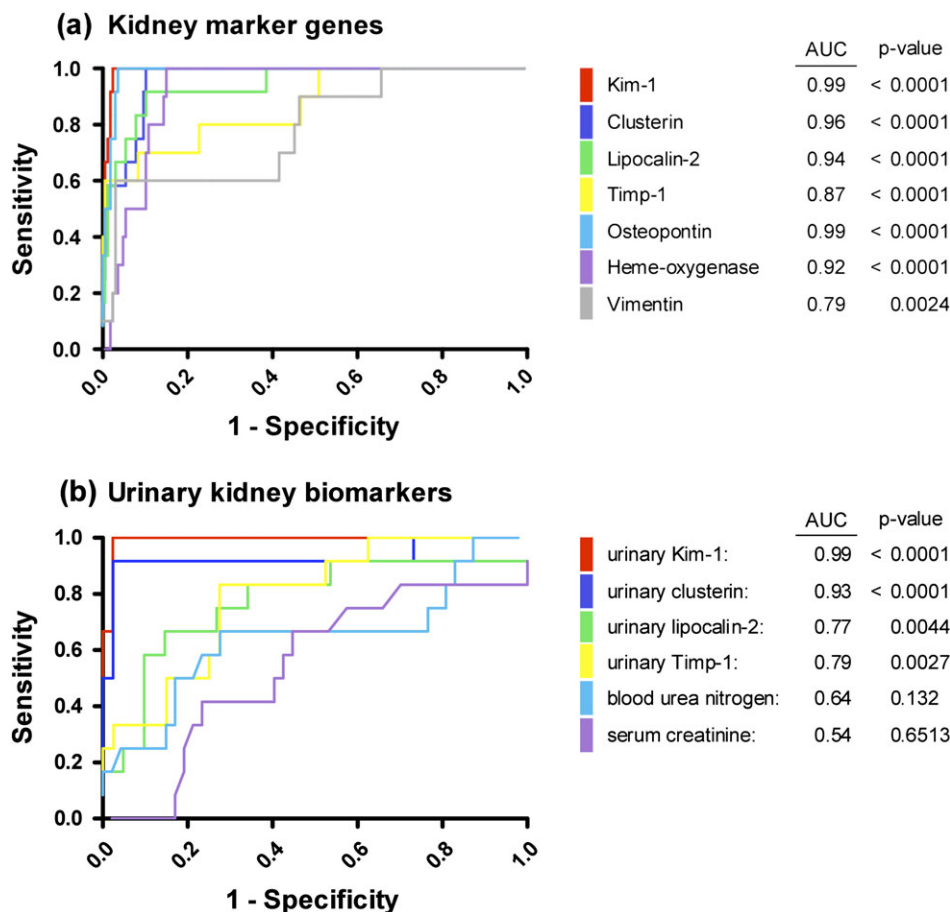 (a) Kidney marker genes
AUC p-value
Kim-1 0.99 < 0.0001
Clusterin 0.96 < 0.0001
Lipocalin-2 0.94 < 0.0001
Timp-1 0.87 < 0.0001
Osteopontin 0.99 < 0.0001
Heme-oxygenase 0.92 < 0.0001
Vimentin 0.79 0.0024
Sensitivity
1.0
0.8
0.6
0.4
0.2
0.0
0.0 0.2 0.4 0.6 0.8 1.0
1 - Specificity
(b) Urinary kidney biomarkers
AUC p-value
urinary Kim-1: 0.99 < 0.0001
urinary clusterin: 0.93 < 0.0001
urinary lipocalin-2: 0.77 0.0044
urinary Timp-1: 0.79 0.0027
blood urea nitrogen: 0.64 0.132
serum creatinine: 0.54 0.6513
Sensitivity
1.0
0.8
0.6
0.4
0.2
0.0
0.0 0.2 0.4 0.6 0.8 1.0
1 - Specificity